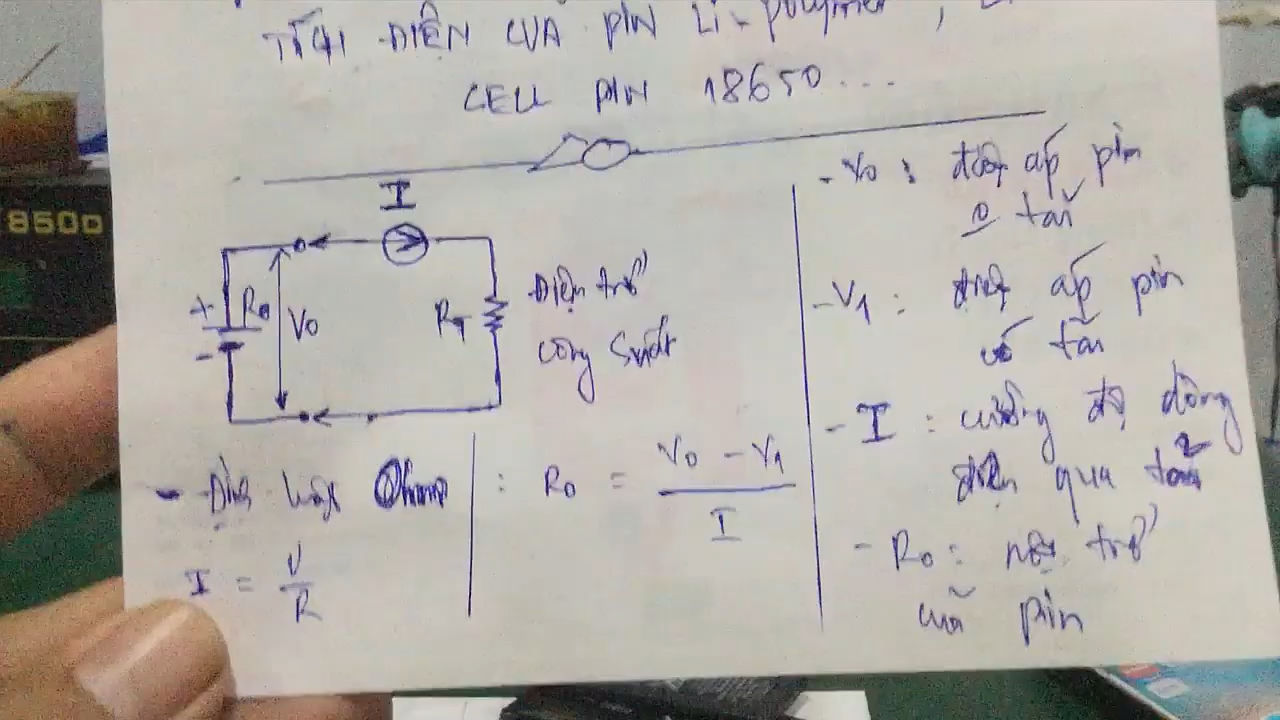 TẢI ĐIỆN CỦA PIN Li-polymer,
CELL PIN 18650...
8500
I
+
R0
V0
-
RT
Điện trở
công suất
- Định luật Ohm
I = V/R
: R0 = (V0 - V1)/I
- V0 : điện áp pin
0 tải
- V1 : điện áp pin
có tải
- I : cường độ dòng
điện qua tải
- R0 : nội trở
của pin